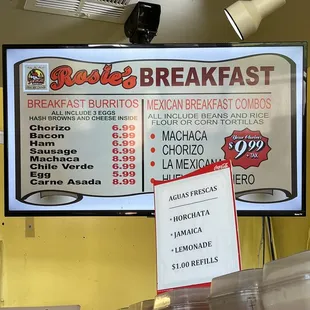 Rosie's BREAKFAST
BREAKFAST BURRITOS
ALL INCLUDE 3 EGGS
HASH BROWNS AND CHEESE INSIDE
Chorizo 6.99
Bacon 6.99
Ham 6.99
Sausage 6.99
Machaca 8.99
Chile Verde 6.99
Egg 5.99
Carne Asada 8.99
MEXICAN BREAKFAST COMBOS
ALL INCLUDE BEANS AND RICE
FLOUR OR CORN TORTILLAS
• MACHACA
• CHORIZO
• LA MEXICANA
$9.99
+ TAX
AGUAS FRESCAS
• HORCHATA
• JAMAICA
• LEMONADE
$1.00 REFILLS